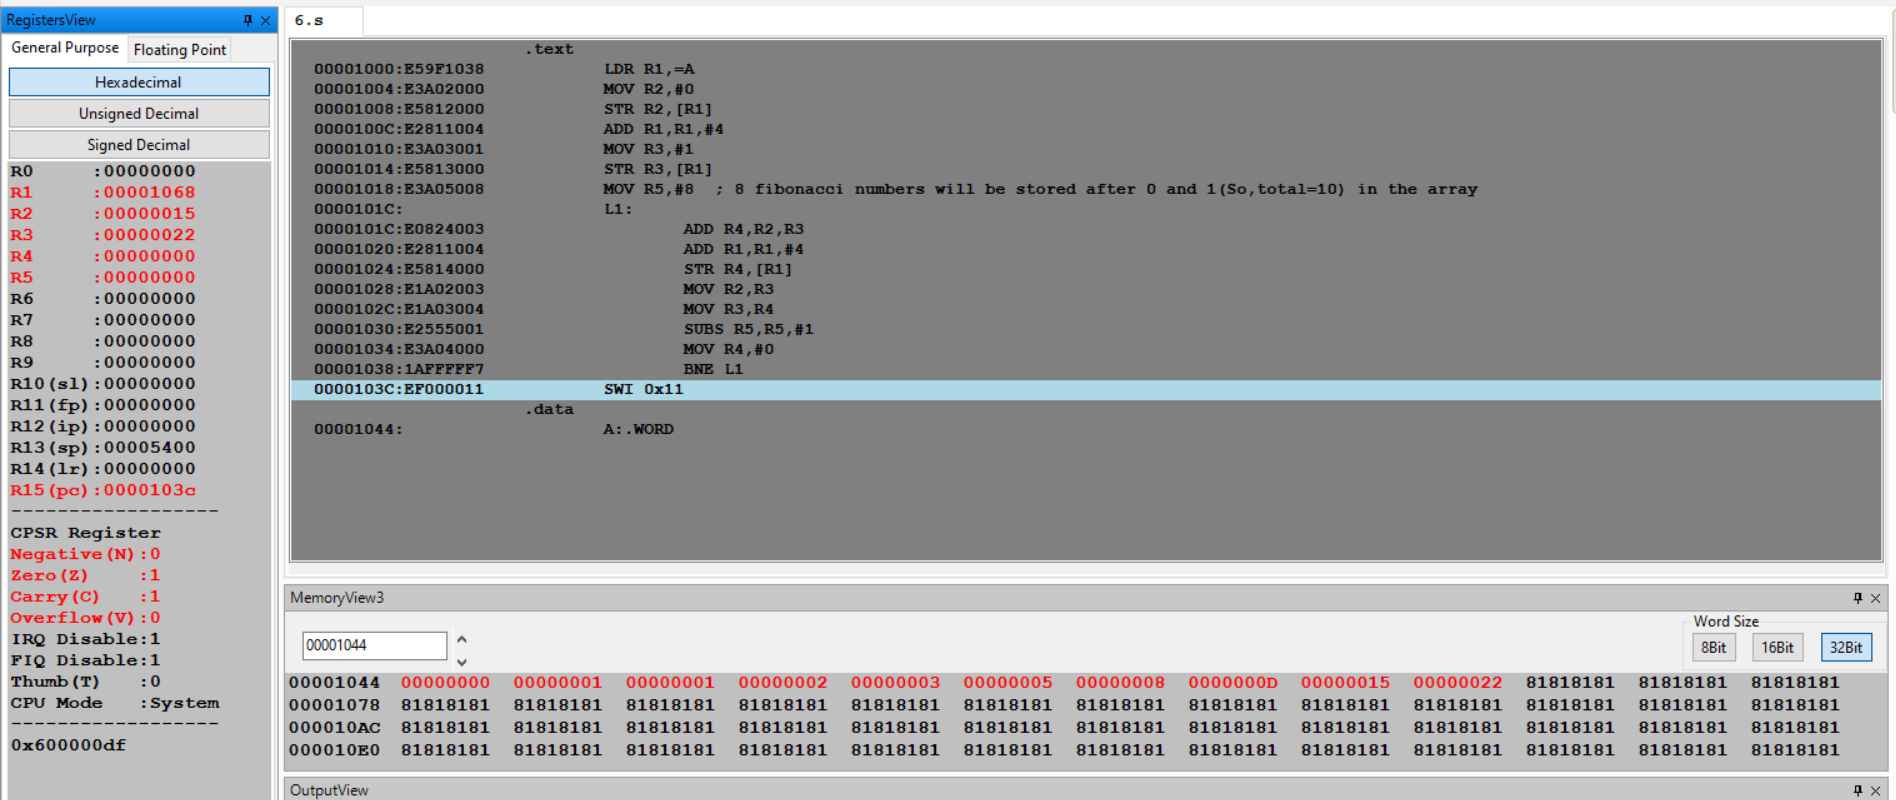 RegistersView
General Purpose Floating Point
Hexadecimal
Unsigned Decimal
Signed Decimal
R0 :00000000
R1 :00001068
R2 :00000015
R3 :00000022
R4 :00000000
R5 :00000000
R6 :00000000
R7 :00000000
R8 :00000000
R9 :00000000
R10(sl):00000000
R11(fp):00000000
R12(ip):00000000
R13(sp):00005400
R14(lr):00000000
R15(pc):0000103c
-------------------
CPSR Register
Negative(N):0
Zero(Z) :1
Carry(C) :1
Overflow(V):0
IRQ Disable:1
FIQ Disable:1
Thumb(T) :0
CPU Mode :System
-------------------
0x600000df
6.s
.text
00001000:E59F1038 LDR R1,=A
00001004:E3A02000 MOV R2,#0
00001008:E5812000 STR R2,[R1]
0000100C:E2811004 ADD R1,R1,#4
00001010:E3A03001 MOV R3,#1
00001014:E5813000 STR R3,[R1]
00001018:E3A05008 MOV R5,#8 ; 8 fibonacci numbers will be stored after 0 and 1(So,total=10) in the array
0000101C: L1:
0000101C:E0824003 ADD R4,R2,R3
00001020:E2811004 ADD R1,R1,#4
00001024:E5814000 STR R4,[R1]
00001028:E1A02003 MOV R2,R3
0000102C:E1A03004 MOV R3,R4
00001030:E2555001 SUBS R5,R5,#1
00001034:E3A04000 MOV R4,#0
00001038:1AFFFFF7 BNE L1
0000103C:EF000011 SWI 0x11
.data
00001044: A:.WORD
MemoryView3
00001044
Word Size
8Bit 16Bit 32Bit
00001044 00000000 00000001 00000001 00000002 00000003 00000005 00000008 0000000D 00000015 00000022 81818181 81818181 81818181
00001078 81818181 81818181 81818181 81818181 81818181 81818181 81818181 81818181 81818181 81818181 81818181 81818181 81818181
000010AC 81818181 81818181 81818181 81818181 81818181 81818181 81818181 81818181 81818181 81818181 81818181 81818181 81818181
000010E0 81818181 81818181 81818181 81818181 81818181 81818181 81818181 81818181 81818181 81818181 81818181 81818181 81818181
OutputView